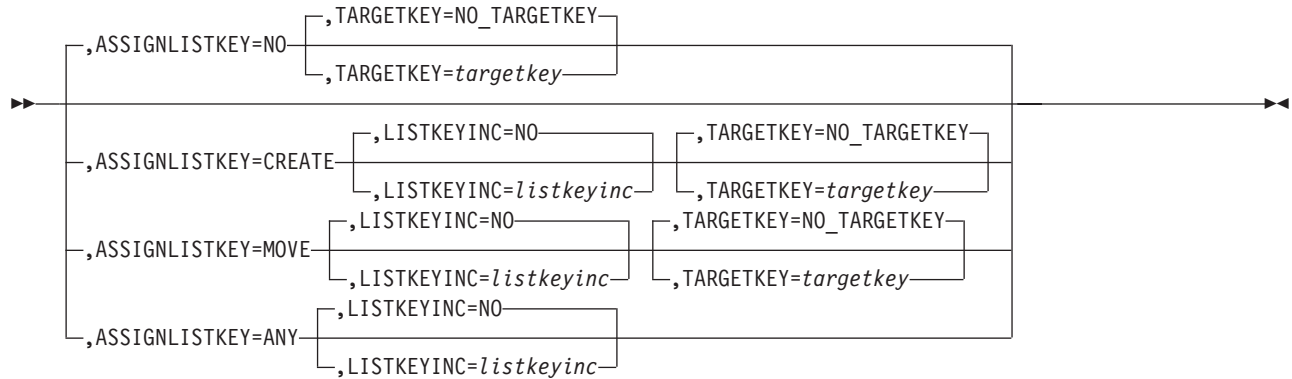 ,TARGETKEY=NO_TARGETKEY
,ASSIGNLISTKEY=NO
,TARGETKEY=targetkey
,LISTKEYINC=NO ,TARGETKEY=NO_TARGETKEY
,ASSIGNLISTKEY=CREATE
,LISTKEYINC=listkeyinc ,TARGETKEY=targetkey
,LISTKEYINC=NO ,TARGETKEY=NO_TARGETKEY
,ASSIGNLISTKEY=MOVE
,LISTKEYINC=listkeyinc ,TARGETKEY=targetkey
,LISTKEYINC=NO
,ASSIGNLISTKEY=ANY
,LISTKEYINC=listkeyinc